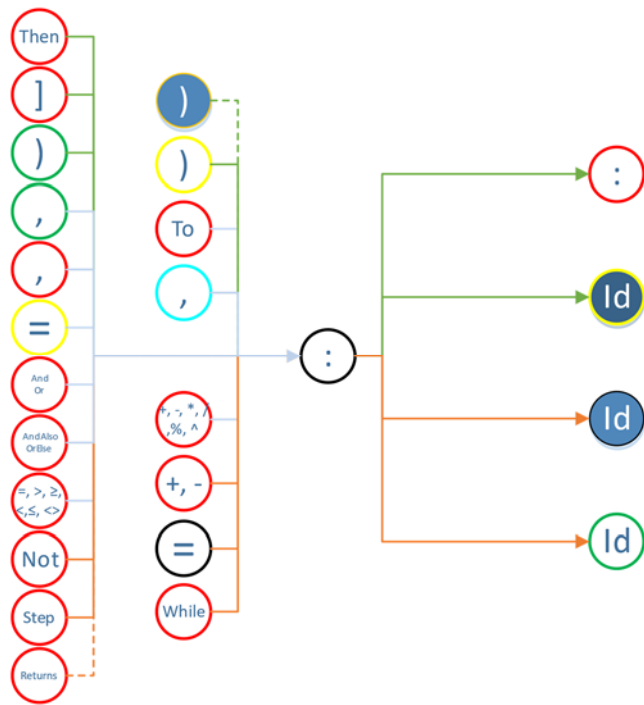 Then
]
)
,
,
=
And
Or
AndAlso
OrElse
=, >, ≥,
<,≤, <>
Not
Step
Returns
)
)
To
,
+, -, *, /
,%, ^
+, -
=
While
:
:
Id
Id
Id